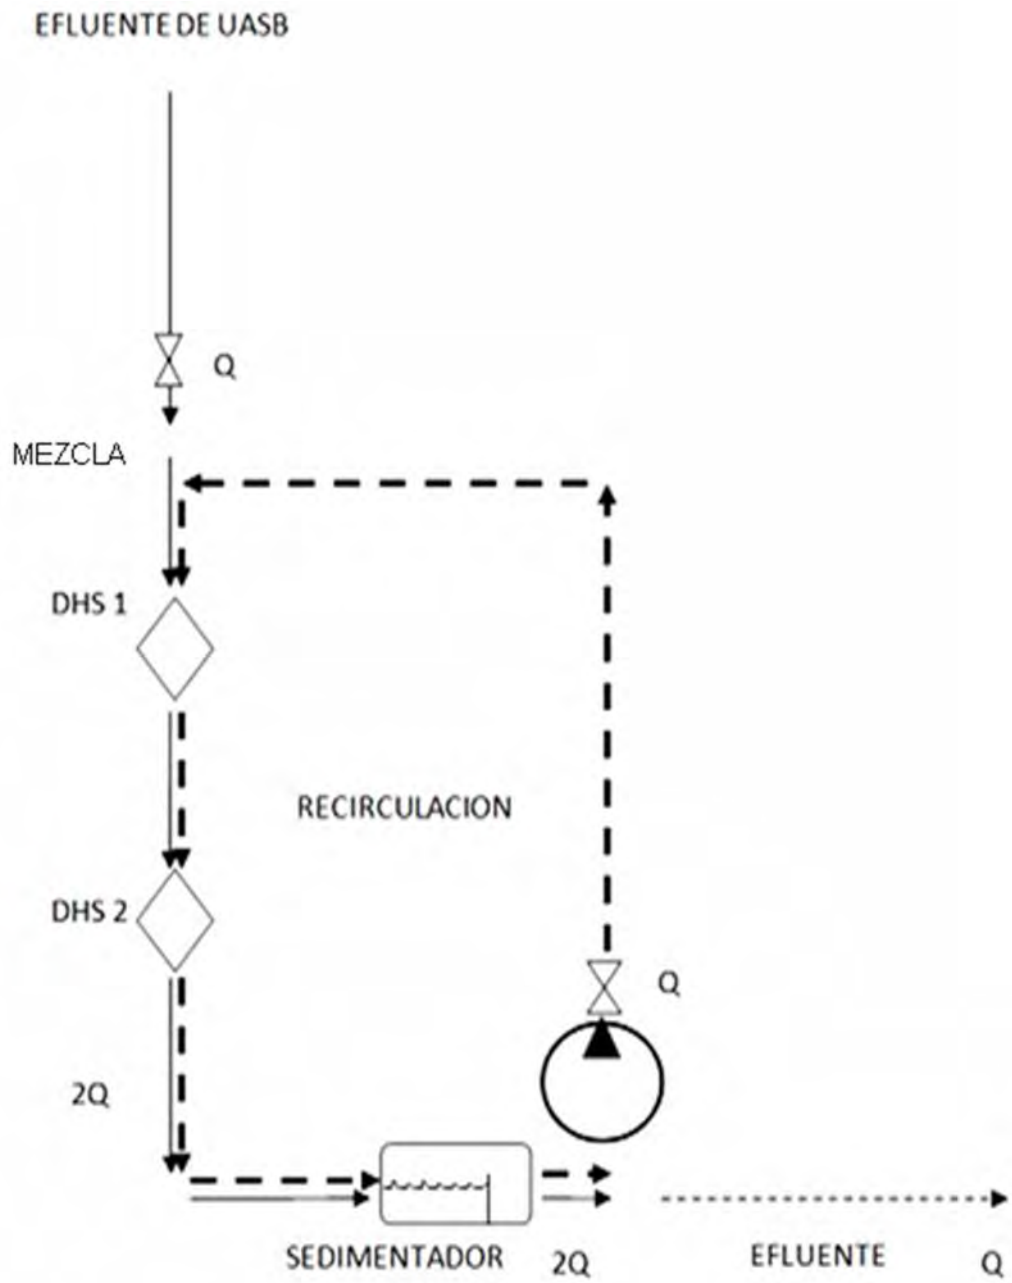 EFLUENTE DE UASB
Q
MEZCLA
DHS 1
RECIRCULACION
DHS 2
Q
2Q
SEDIMENTADOR
2Q
EFLUENTE
Q